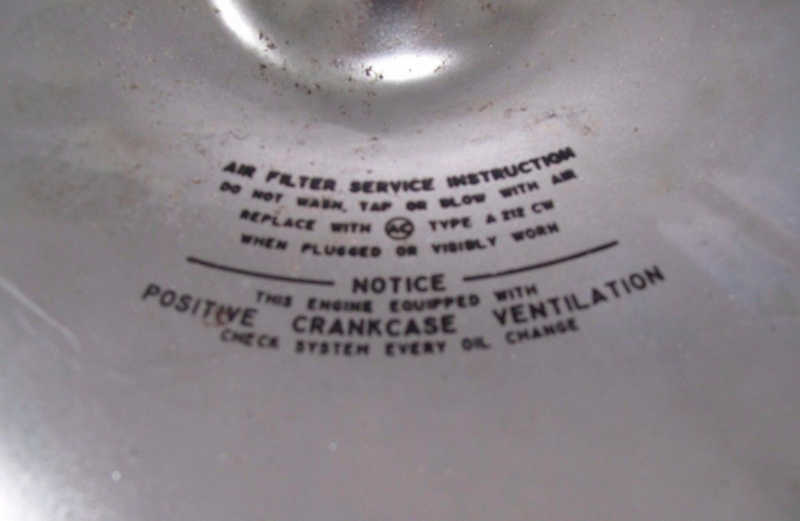 AIR FILTER SERVICE INSTRUCTION
DO NOT WASH, TAP OR BLOW WITH AIR
REPLACE WITH AC TYPE A 212 CW
WHEN PLUGGED OR VISIBLY WORN
NOTICE
THIS ENGINE EQUIPPED WITH
POSITIVE CRANKCASE VENTILATION
CHECK SYSTEM EVERY OIL CHANGE